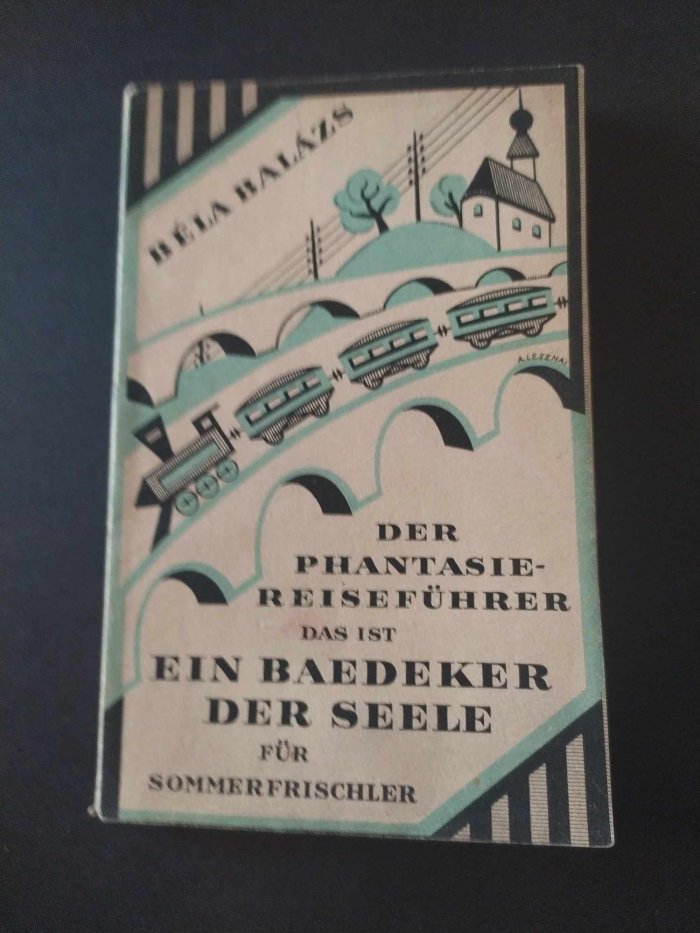 BÉLA BALÁZS
A. LESZNAI
DER
PHANTASIE-
REISEFÜHRER
DAS IST
EIN BAEDEKER
DER SEELE
FÜR
SOMMERFRISCHLER